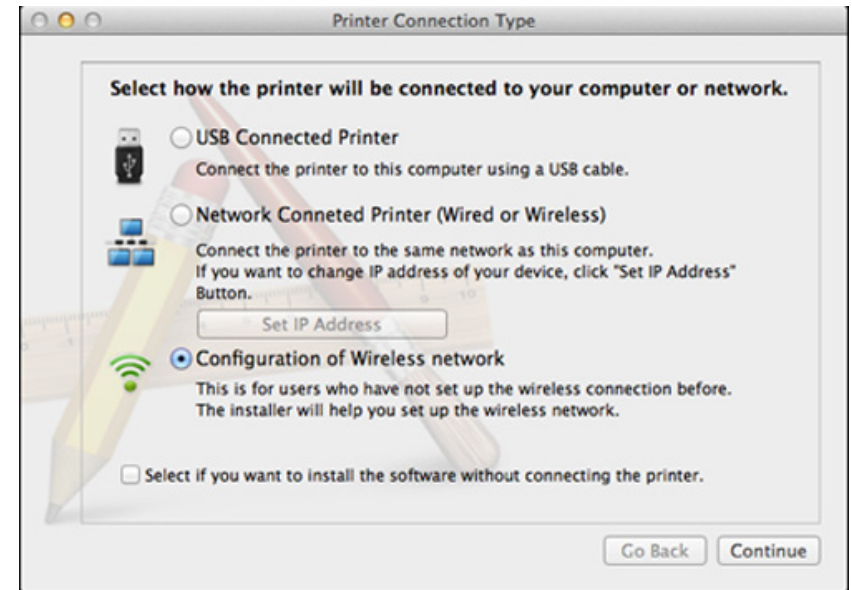 Printer Connection Type
Select how the printer will be connected to your computer or network.
USB Connected Printer
Connect the printer to this computer using a USB cable.
Network Conneted Printer (Wired or Wireless)
Connect the printer to the same network as this computer.
If you want to change IP address of your device, click "Set IP Address"
Button.
Set IP Address
Configuration of Wireless network
This is for users who have not set up the wireless connection before.
The installer will help you set up the wireless network.
Select if you want to install the software without connecting the printer.
Go Back Continue